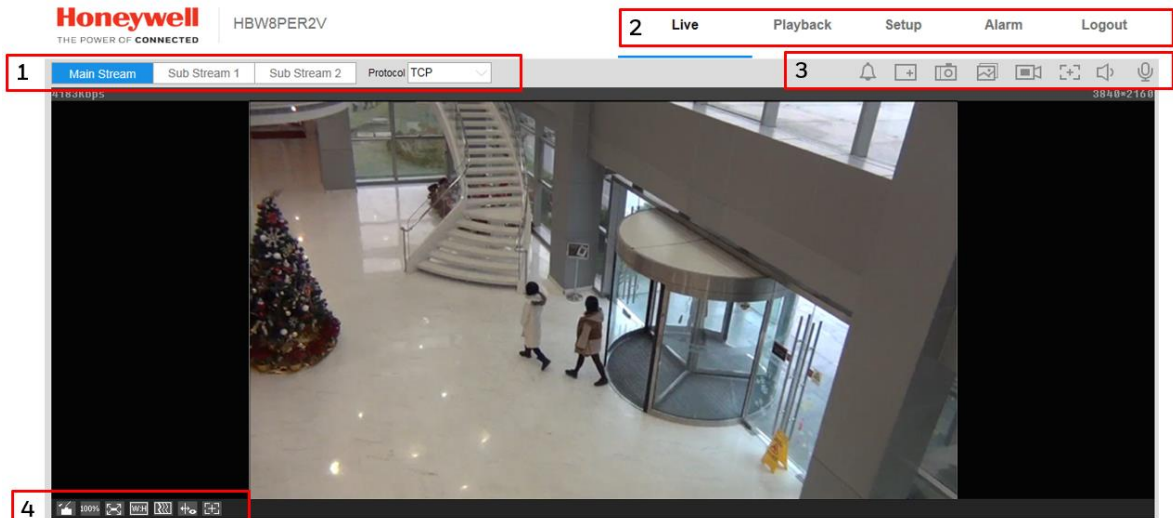 Honeywell
THE POWER OF CONNECTED
HBW8PER2V
2 Live Playback Setup Alarm Logout
1 Main Stream Sub Stream 1 Sub Stream 2 Protocol TCP
3
4183Kbps
3840*2160
4 100% W:H